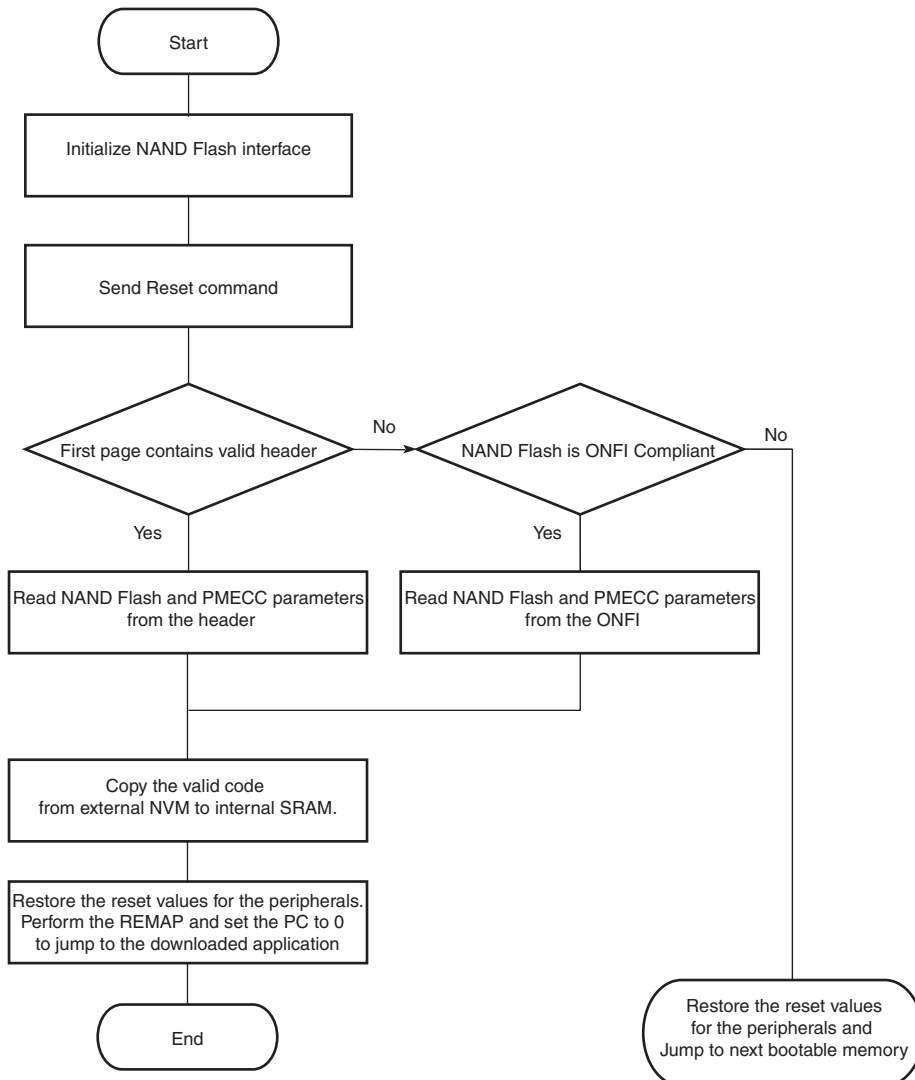 Start
Initialize NAND Flash interface
Send Reset command
First page contains valid header
No
NAND Flash is ONFI Compliant
No
Yes
Yes
Read NAND Flash and PMECC parameters
from the header
Read NAND Flash and PMECC parameters
from the ONFI
Copy the valid code
from external NVM to internal SRAM.
Restore the reset values for the peripherals.
Perform the REMAP and set the PC to 0
to jump to the downloaded application
End
Restore the reset values
for the peripherals and
Jump to next bootable memory